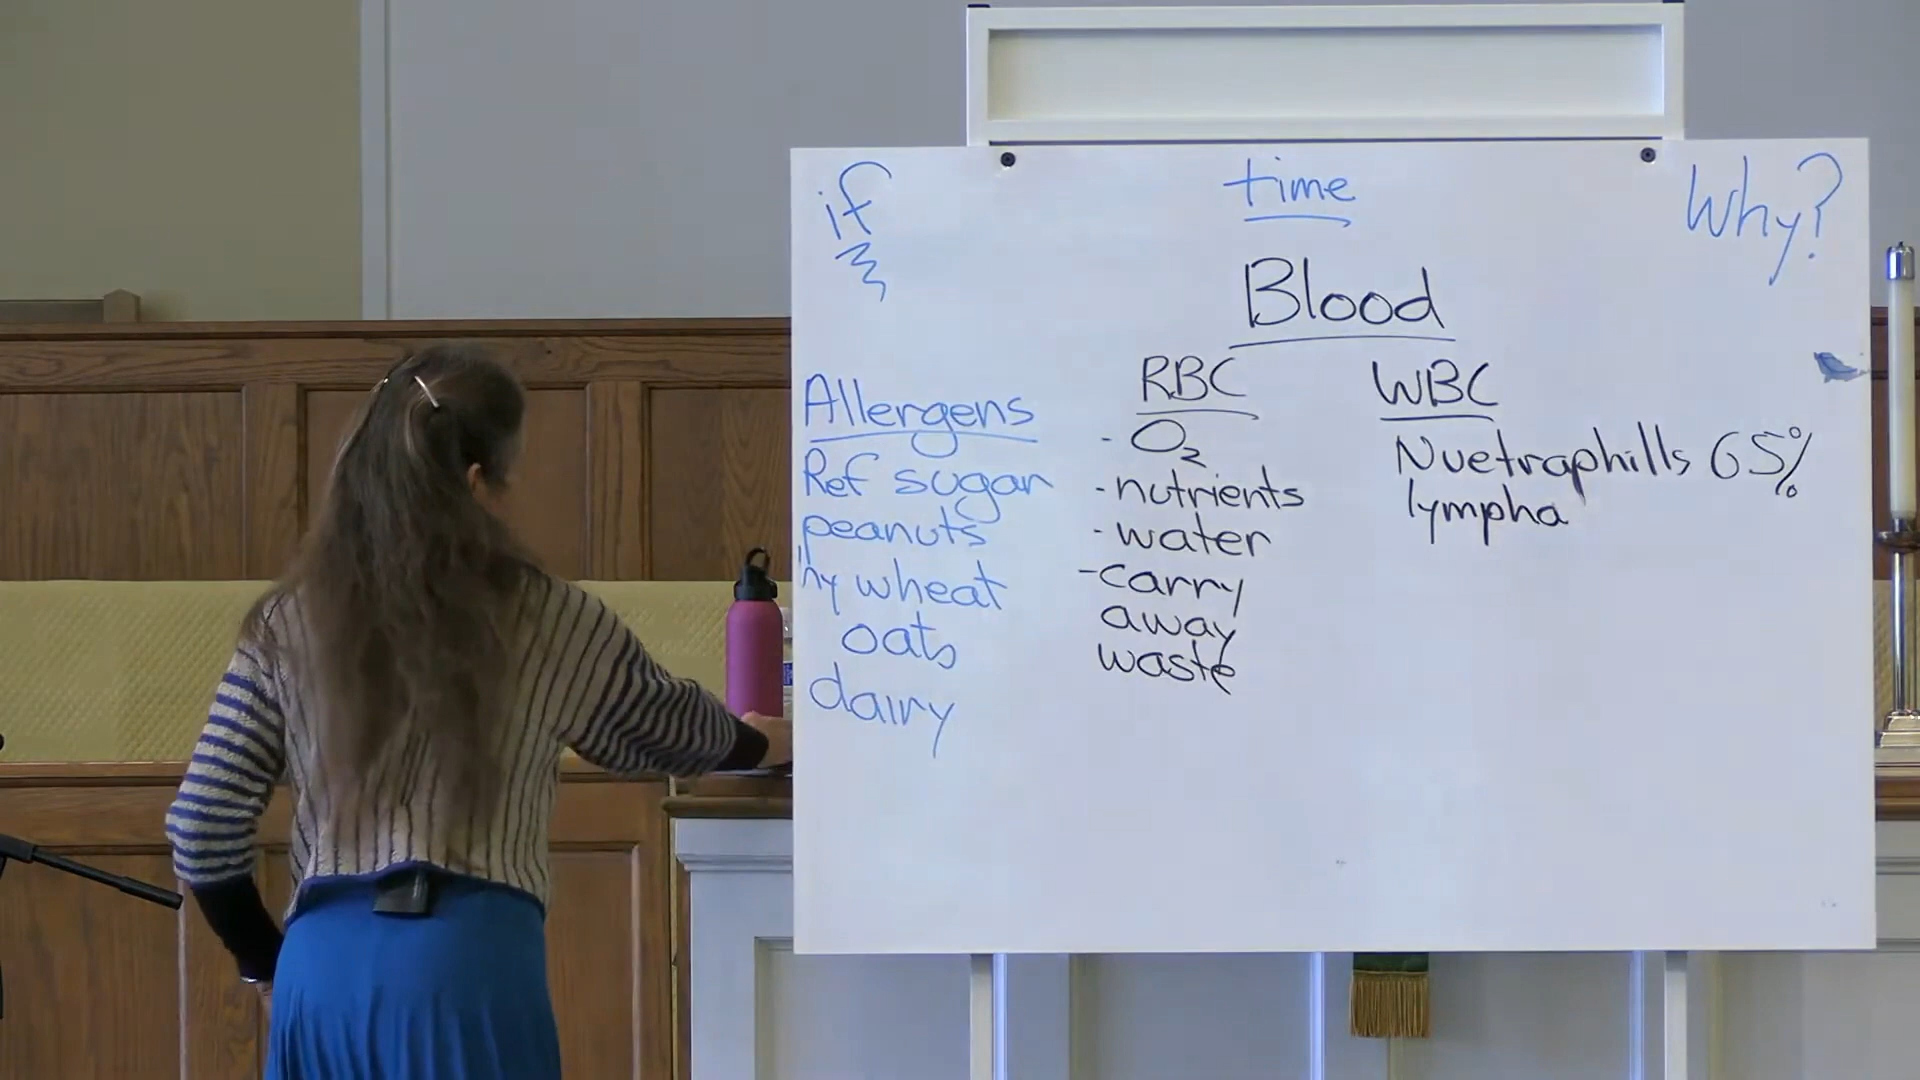 if
time
Why?
Blood
Allergens
Ref sugar
peanuts
hy wheat
oats
dairy
RBC
- O₂
- nutrients
- water
- carry
away
waste
WBC
Nuetraphills 65%
lympha